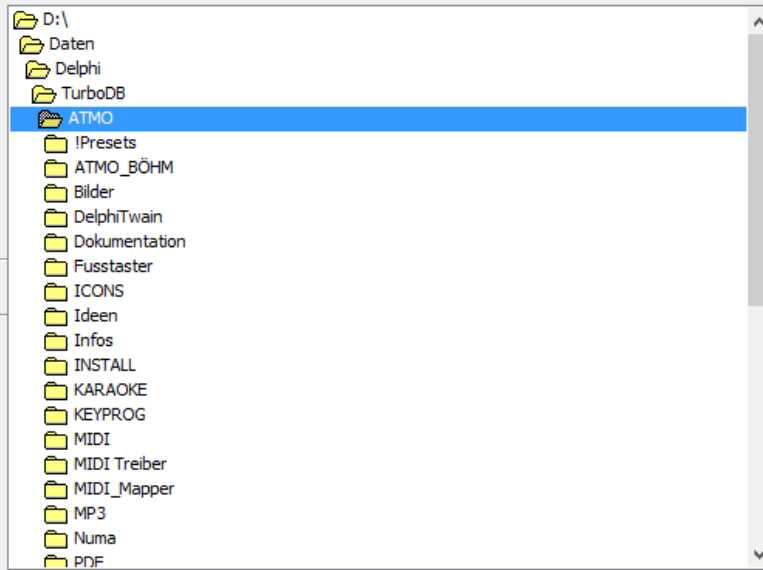 D:\
Daten
Delphi
TurboDB
ATMO
!Presets
ATMO_BÖHM
Bilder
DelphiTwain
Dokumentation
Fusstaster
ICONS
Ideen
Infos
INSTALL
KARAOKE
KEYPROG
MIDI
MIDI Treiber
MIDI_Mapper
MP3
Numa
PDF